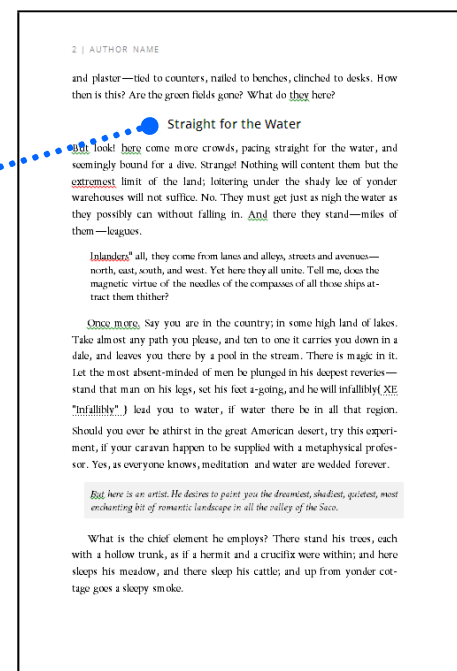 2 | AUTHOR NAME
and plaster—tied to counters, nailed to benches, clinched to desks. How
then is this? Are the green fields gone? What do they here?
Straight for the Water
But look! here come more crowds, pacing straight for the water, and
seemingly bound for a dive. Strange! Nothing will content them but the
extremest limit of the land; loitering under the shady lee of yonder
warehouses will not suffice. No. They must get just as nigh the water as
they possibly can without falling in. And there they stand—miles of
them—leagues.
Inlanders" all, they come from lanes and alleys, streets and avenues—
north, east, south, and west. Yet here they all unite. Tell me, does the
magnetic virtue of the needles of the compasses of all those ships at-
tract them thither?
Once more. Say you are in the country; in some high land of lakes.
Take almost any path you please, and ten to one it carries you down in a
dale, and leaves you there by a pool in the stream. There is magic in it.
Let the most absent-minded of men be plunged in his deepest reveries—
stand that man on his legs, set his feet a-going, and he will infallibly{ XE
"Infallibly" } lead you to water, if water there be in all that region.
Should you ever be athirst in the great American desert, try this experi-
ment, if your caravan happen to be supplied with a metaphysical profes-
sor. Yes, as everyone knows, meditation and water are wedded forever.
But here is an artist. He desires to paint you the dreamiest, shadiest, quietest, most
enchanting bit of romantic landscape in all the valley of the Saco.
What is the chief element he employs? There stand his trees, each
with a hollow trunk, as if a hermit and a crucifix were within; and here
sleeps his meadow, and there sleep his cattle; and up from yonder cot-
tage goes a sleepy smoke.